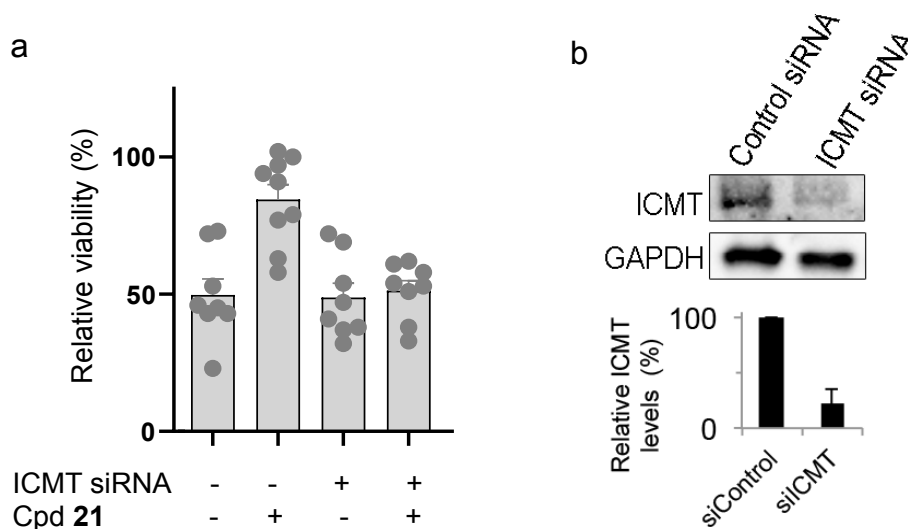 a
Relative viability (%)
100
50
0
ICMT siRNA - - + +
Cpd 21 - + - +
b
Control siRNA
ICMT siRNA
ICMT
GAPDH
Relative ICMT
levels (%)
100
0
siControl
siICMT